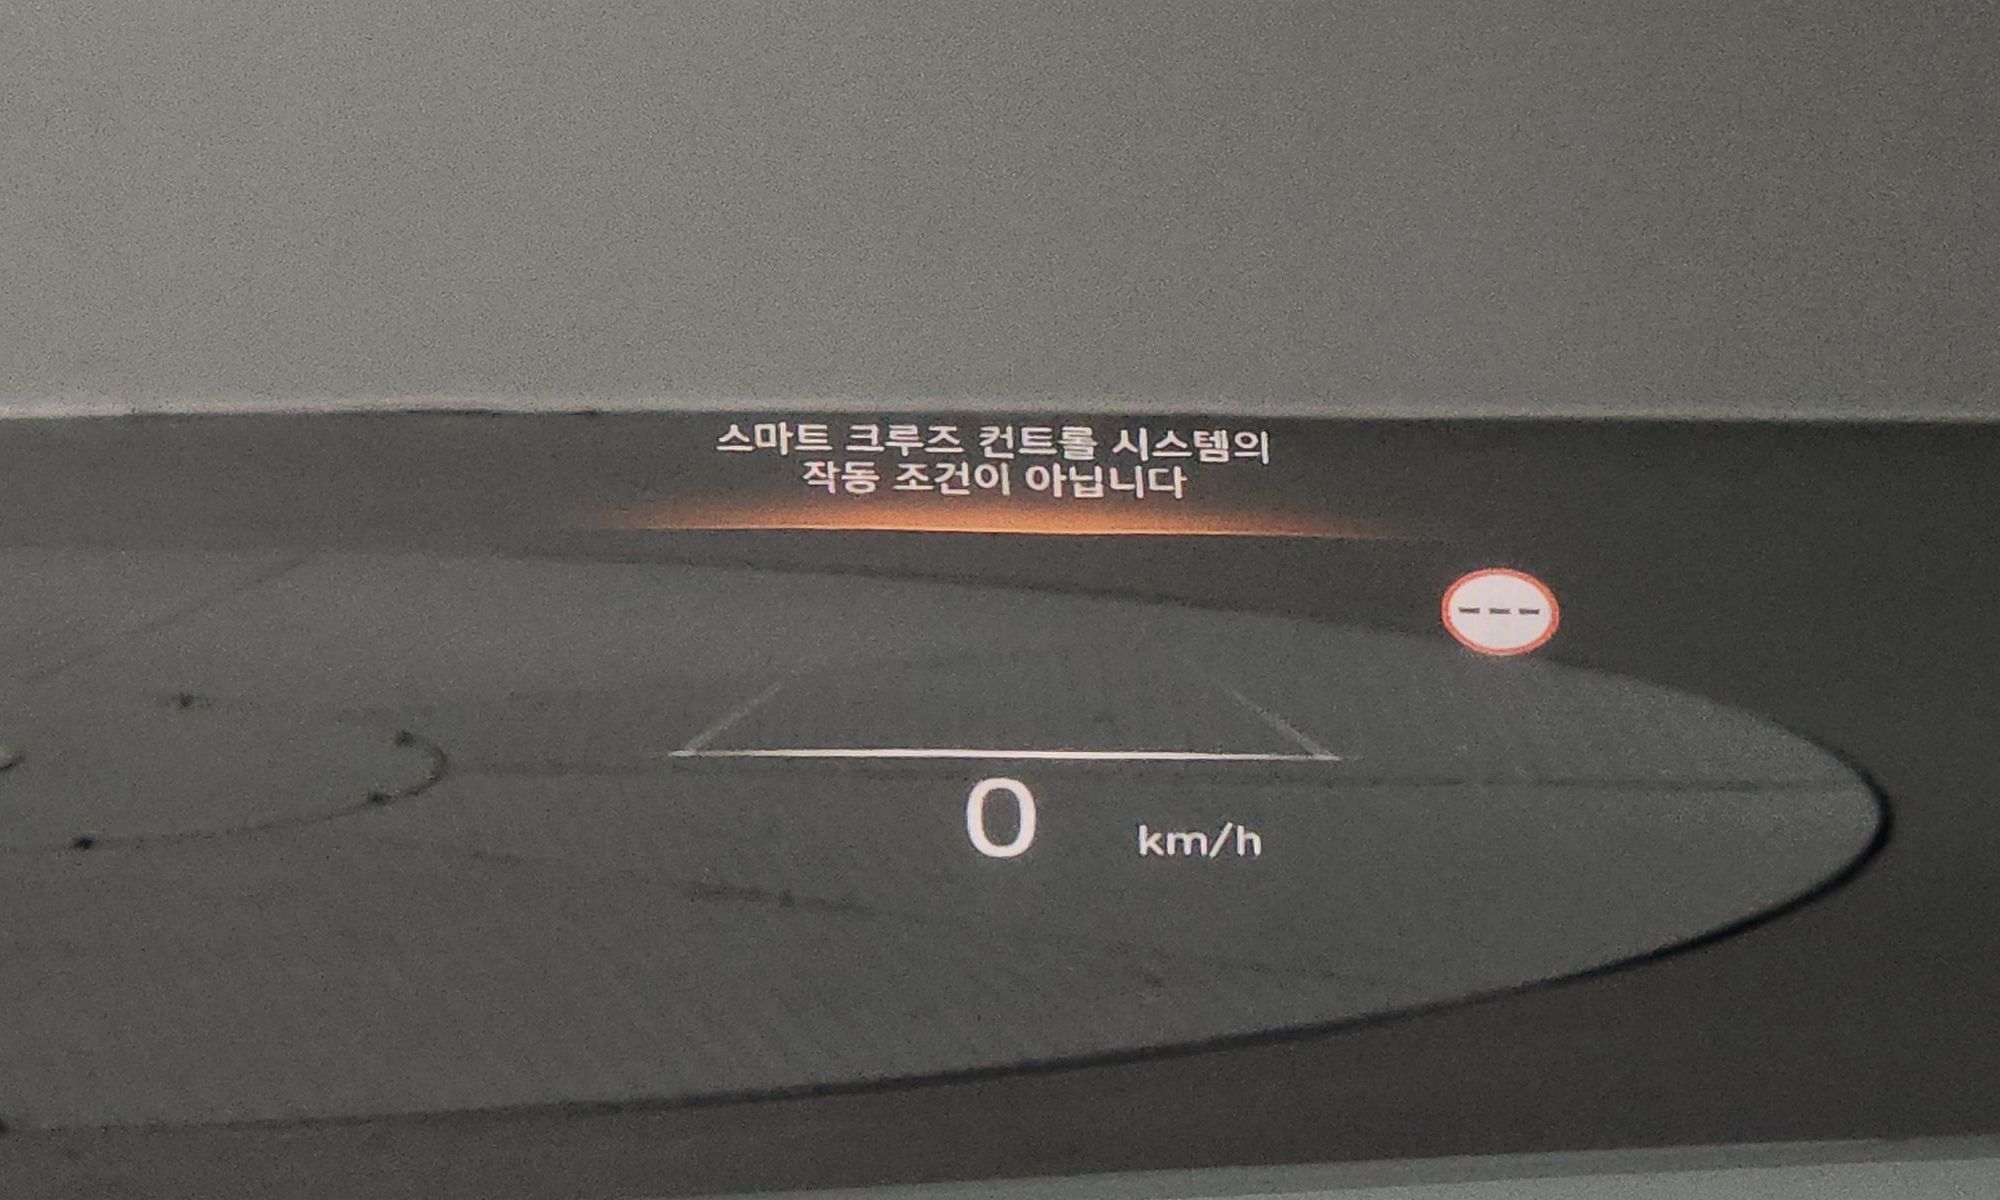 스마트 크루즈 컨트롤 시스템의
작동 조건이 아닙니다
---
0 km/h